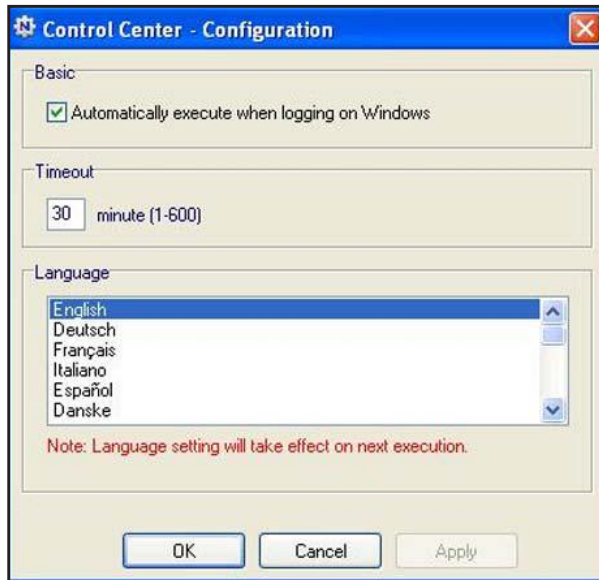 Control Center - Configuration
Basic
Automatically execute when logging on Windows
Timeout
30 minute (1-600)
Language
English
Deutsch
Français
Italiano
Español
Danske
Note: Language setting will take effect on next execution.
OK Cancel Apply